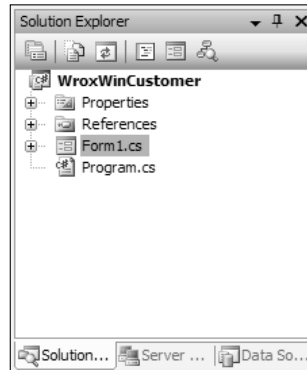 Solution Explorer
WroxWinCustomer
Properties
References
Form1.cs
Program.cs
Solution... Server ... Data So...